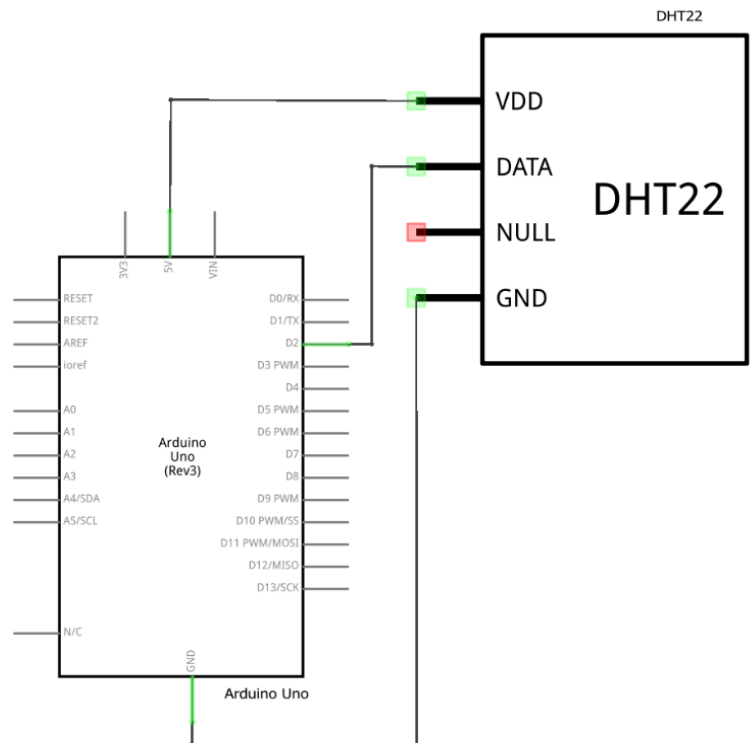 DHT22
VDD
DATA
DHT22
NULL
GND
3V3
5V
VIN
RESET
D0/RX
RESET2
D1/TX
AREF
D2
ioref
D3 PWM
D4
A0
D5 PWM
A1
D6 PWM
A2
D7
A3
D8
A4/SDA
D9 PWM
A5/SCL
D10 PWM/SS
D11 PWM/MOSI
D12/MISO
D13/SCK
Arduino
Uno
(Rev3)
N/C
GND
Arduino Uno